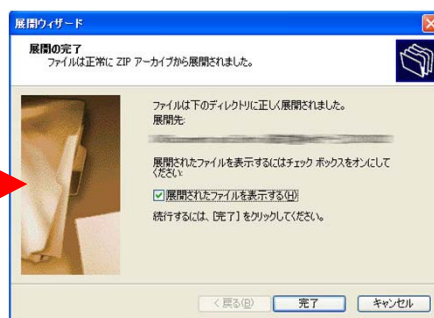 展開ウィザード
展開の完了
ファイルは正常に ZIP アーカイブから展開されました。
ファイルは下のディレクトリに正しく展開されました。
展開先:
展開されたファイルを表示するにはチェック ボックスをオンにして
ください:
展開されたファイルを表示する(H)
続行するには、[完了] をクリックしてください。
< 戻る(B)
完了
キャンセル